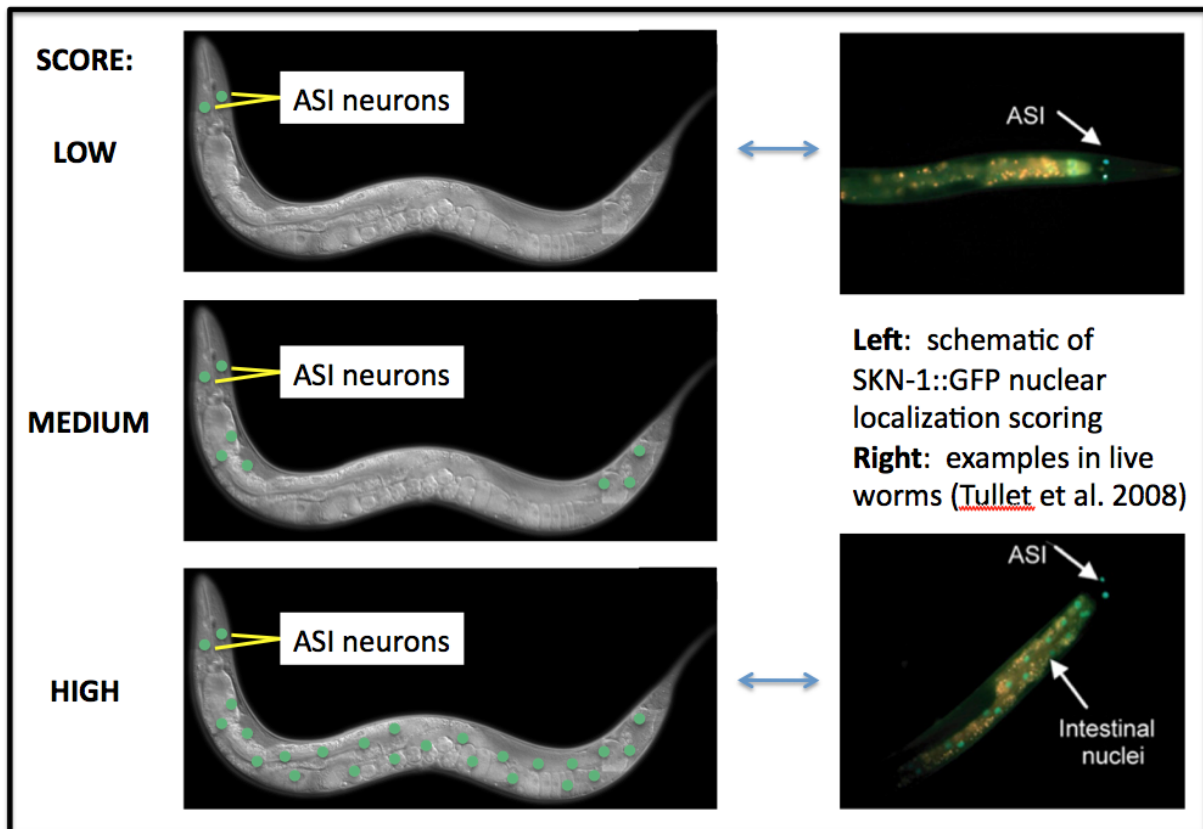 SCORE:
LOW
ASI neurons
ASI
MEDIUM
ASI neurons
Left: schematic of
SKN-1::GFP nuclear
localization scoring
Right: examples in live
worms (Tullet et al. 2008)
HIGH
ASI neurons
ASI
Intestinal
nuclei